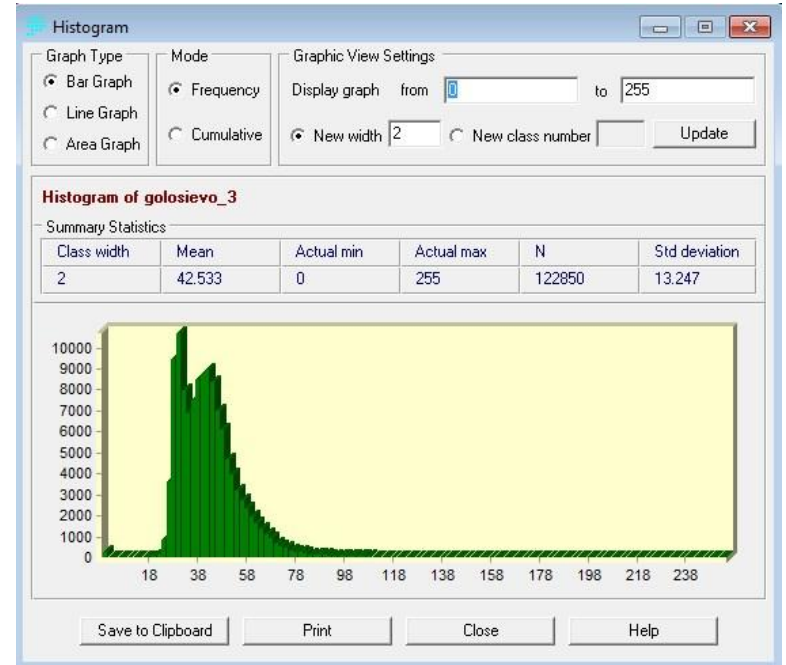 Histogram
Graph Type
Bar Graph
Line Graph
Area Graph
Mode
Frequency
Cumulative
Graphic View Settings
Display graph from 0 to 255
New width 2 New class number Update
Histogram of golosievo_3
Summary Statistics
Class width Mean Actual min Actual max N Std deviation
2 42.533 0 255 122850 13.247
10000
9000
8000
7000
6000
5000
4000
3000
2000
1000
0
18 38 58 78 98 118 138 158 178 198 218 238
Save to Clipboard Print Close Help